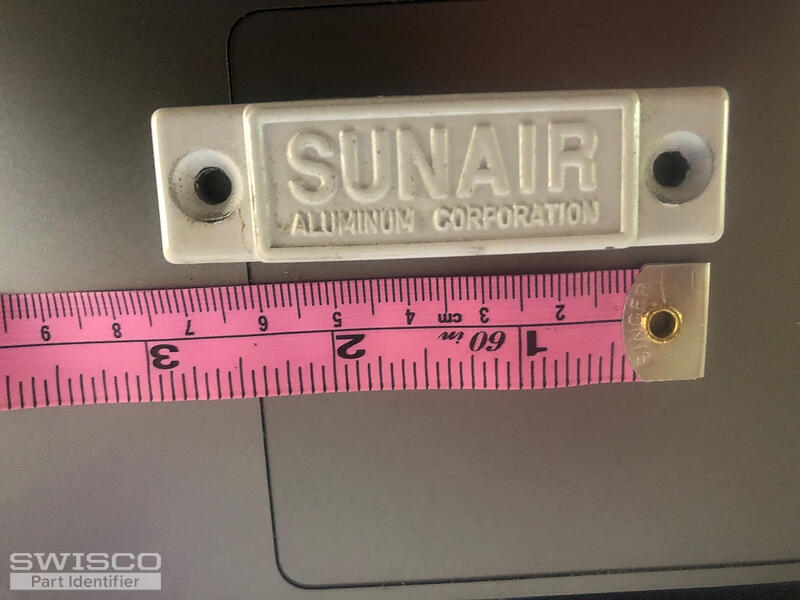 SUNAIR
ALUMINUM CORPORATION
9 8 7 6 5 4 cm 3 2
3 2 60 in 1
SINGER
SWISCO
Part Identifier